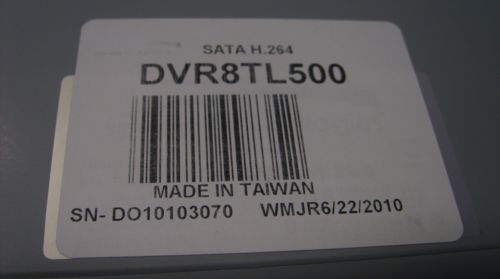 SATA H.264
DVR8TL500
MADE IN TAIWAN
SN- DO10103070 WMJR6/22/2010